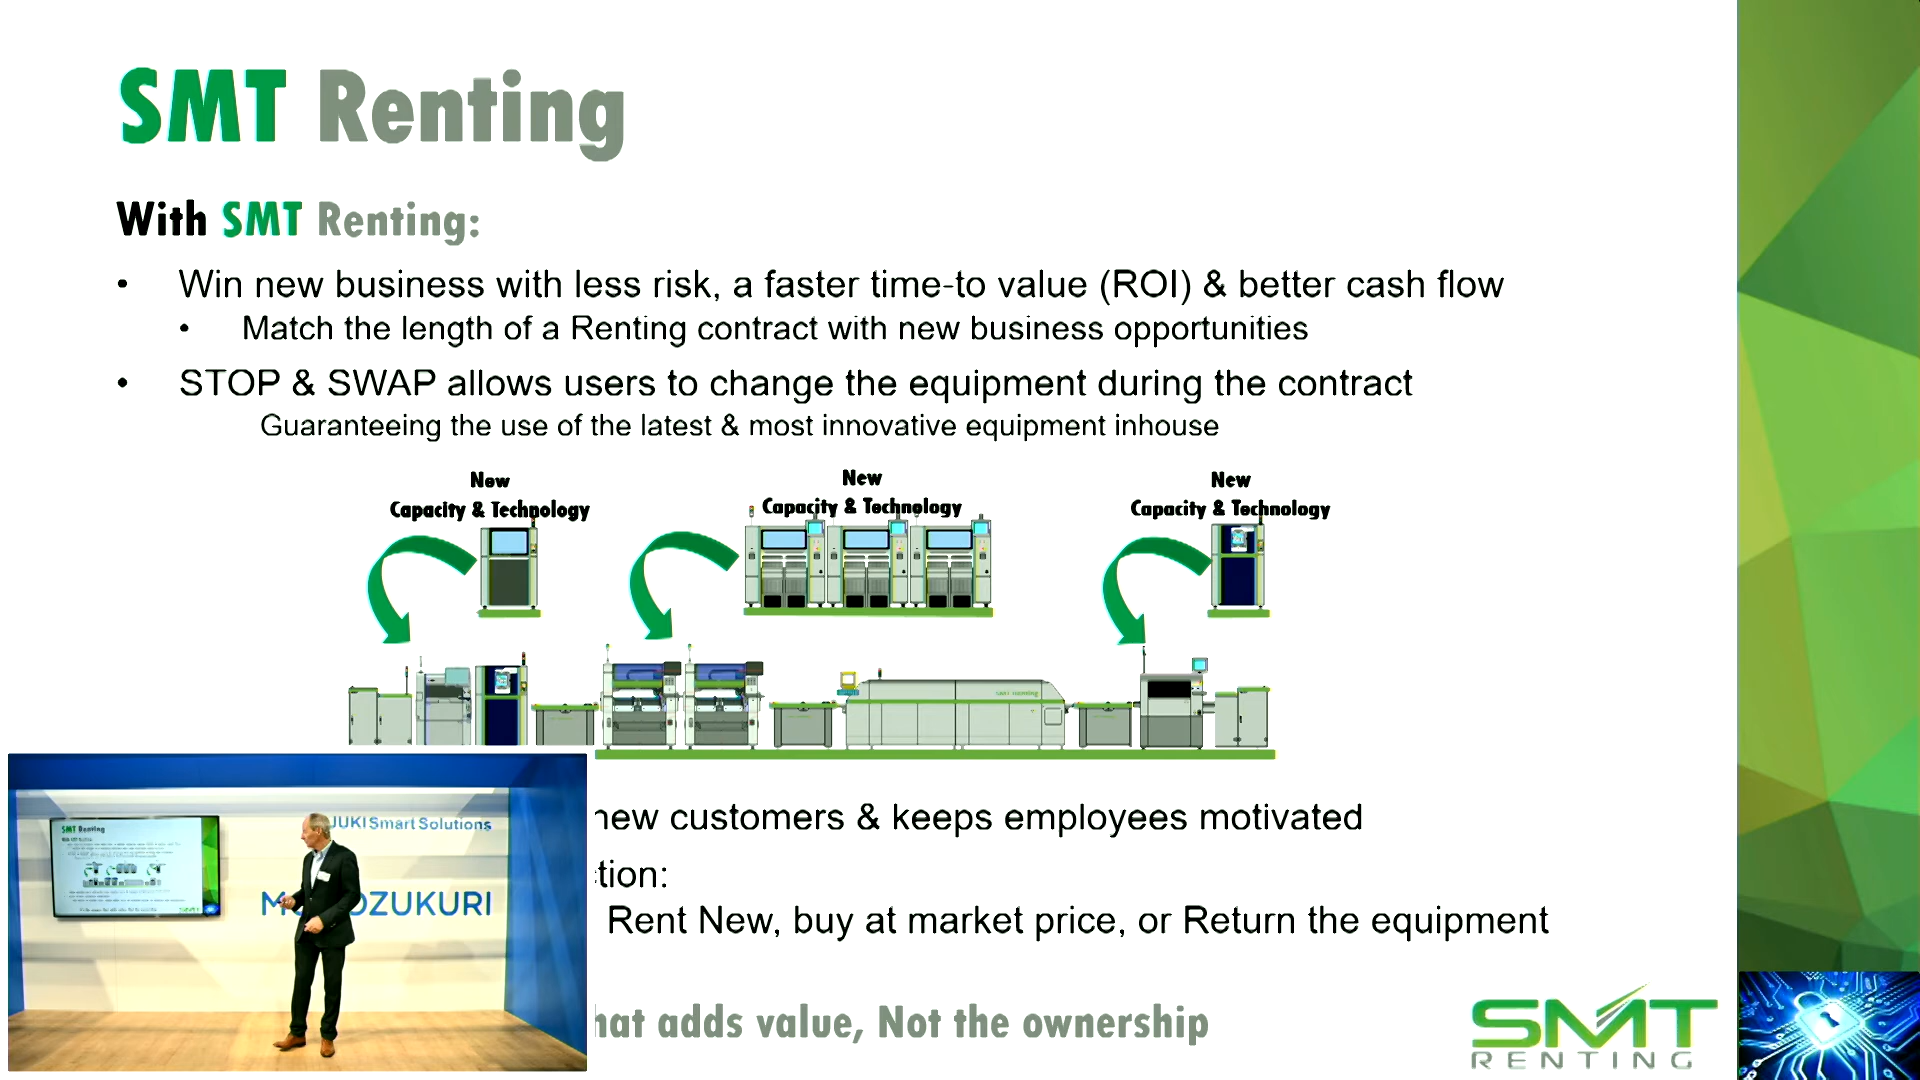 SMT Renting
With SMT Renting:
• Win new business with less risk, a faster time-to value (ROI) & better cash flow
• Match the length of a Renting contract with new business opportunities
• STOP & SWAP allows users to change the equipment during the contract
Guaranteeing the use of the latest & most innovative equipment inhouse
New
Capacity & Technology
New
Capacity & Technology
New
Capacity & Technology
SMT Renting
new customers & keeps employees motivated
tion:
Rent New, buy at market price, or Return the equipment
hat adds value, Not the ownership
SMT Renting
JUKI Smart Solutions
OZUKURI
SMT
RENTING